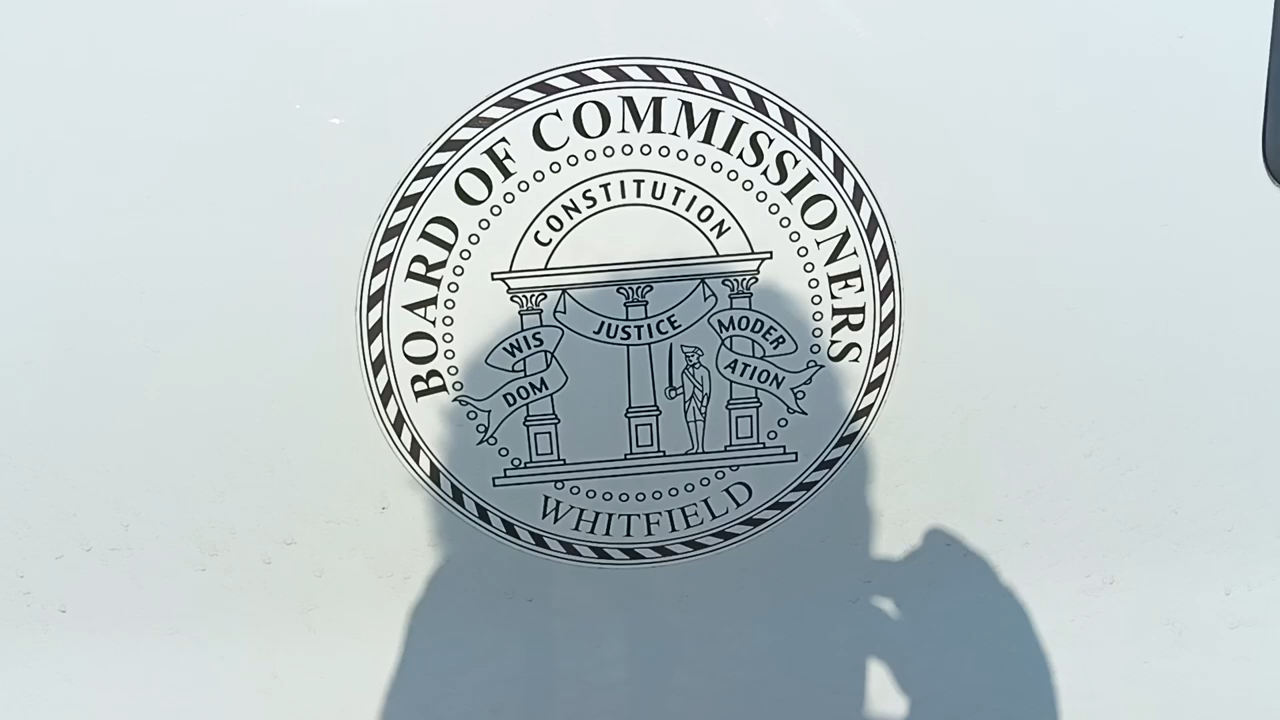 BOARD OF COMMISSIONERS
CONSTITUTION
WIS
DOM
JUSTICE
MODER
ATION
WHITFIELD